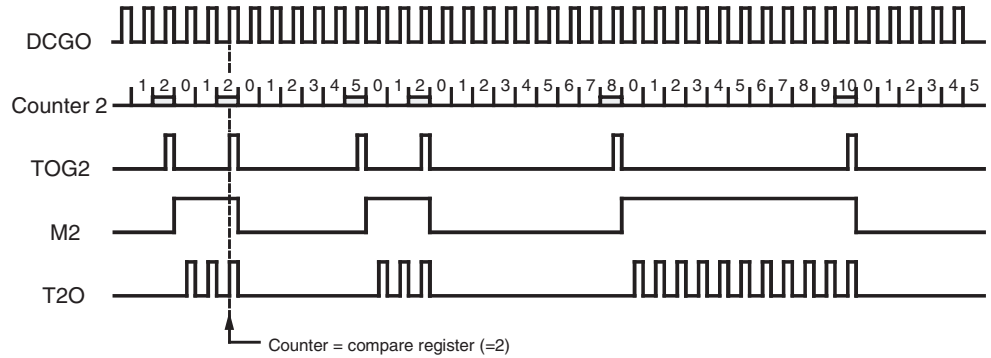 DCGO
Counter 2 1 2 0 1 2 0 1 2 3 4 5 0 1 2 0 1 2 3 4 5 6 7 8 0 1 2 3 4 5 6 7 8 9 10 0 1 2 3 4 5
TOG2
M2
T2O
Counter = compare register (=2)